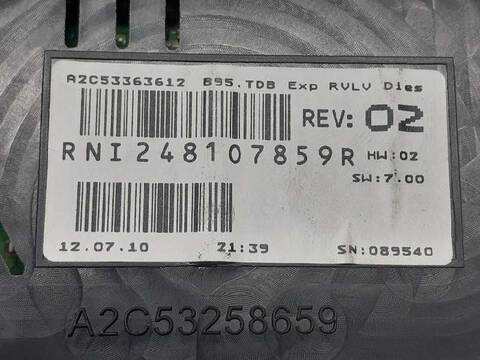 A2C53363612 B95.TDB Exp RVLV Dies
REV: 02
RNI248107859R HW:02
SW:7.00
12.07.10 21:39 SN:089540
A2C53258659